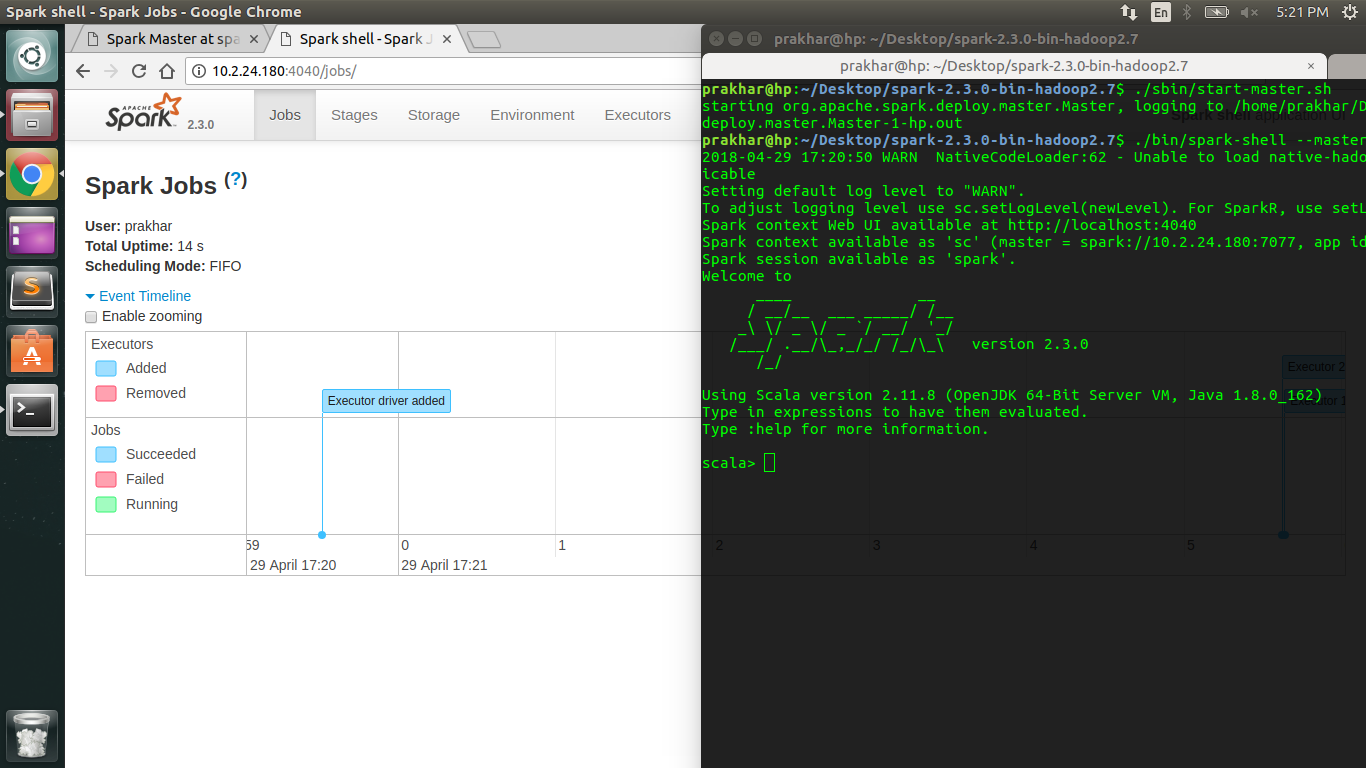 Spark shell - Spark Jobs - Google Chrome
En
5:21 PM
Spark Master at spa
Spark shell - Spark J
10.2.24.180:4040/jobs/
APACHE
Spark
2.3.0
Jobs
Stages
Storage
Environment
Executors
Spark shell application UI
Spark Jobs (?)
User: prakhar
Total Uptime: 14 s
Scheduling Mode: FIFO
Event Timeline
Enable zooming
Executors
Added
Removed
Executor driver added
Executor 2
Executor 1
Jobs
Succeeded
Failed
Running
59
0
1
2
3
4
5
29 April 17:20
29 April 17:21
prakhar@hp: ~/Desktop/spark-2.3.0-bin-hadoop2.7
prakhar@hp: ~/Desktop/spark-2.3.0-bin-hadoop2.7
prakhar@hp:~/Desktop/spark-2.3.0-bin-hadoop2.7$ ./sbin/start-master.sh
starting org.apache.spark.deploy.master.Master, logging to /home/prakhar/D
deploy.master.Master-1-hp.out
prakhar@hp:~/Desktop/spark-2.3.0-bin-hadoop2.7$ ./bin/spark-shell --master
2018-04-29 17:20:50 WARN  NativeCodeLoader:62 - Unable to load native-hado
icable
Setting default log level to "WARN".
To adjust logging level use sc.setLogLevel(newLevel). For SparkR, use setL
Spark context Web UI available at http://localhost:4040
Spark context available as 'sc' (master = spark://10.2.24.180:7077, app id
Spark session available as 'spark'.
Welcome to
version 2.3.0
Using Scala version 2.11.8 (OpenJDK 64-Bit Server VM, Java 1.8.0_162)
Type in expressions to have them evaluated.
Type :help for more information.
scala>